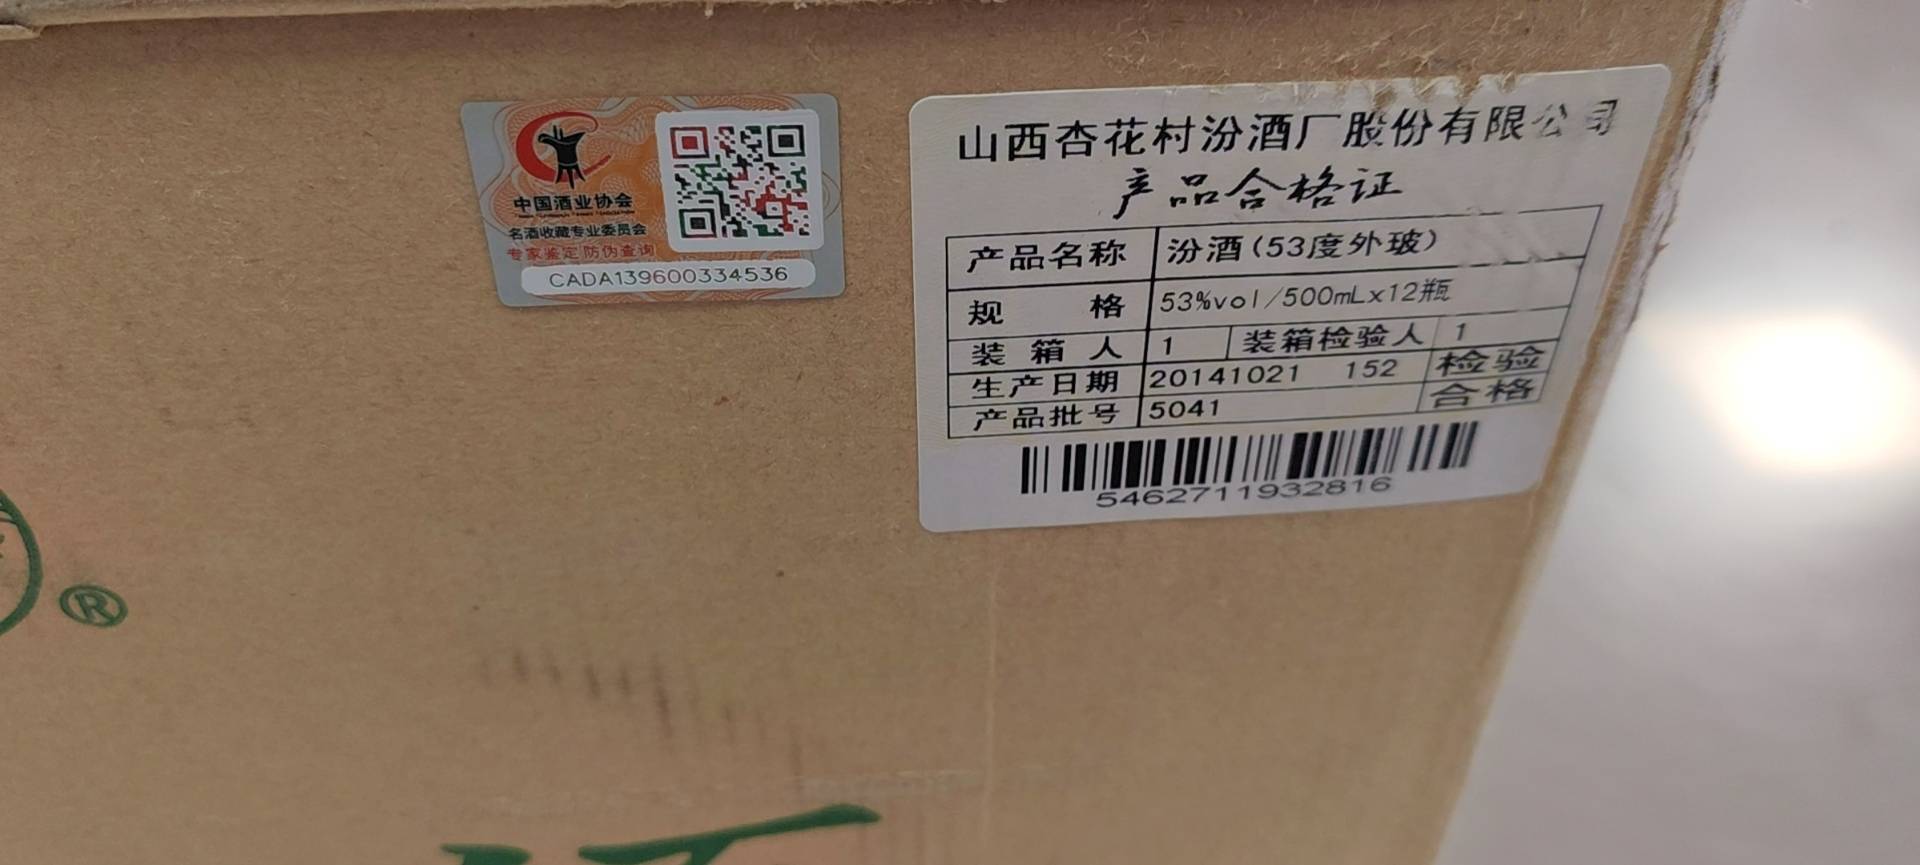 中国酒业协会
名酒收藏专业委员会
专家鉴定防伪查询
CADA139600334536
山西杏花村汾酒厂股份有限公司
产品合格证
产品名称 汾酒(53度外玻)
规格 53%vol/500mLx12瓶
装箱人 1 装箱检验人 1
生产日期 20141021 152 检验
产品批号 5041 合格
5462711932816
®